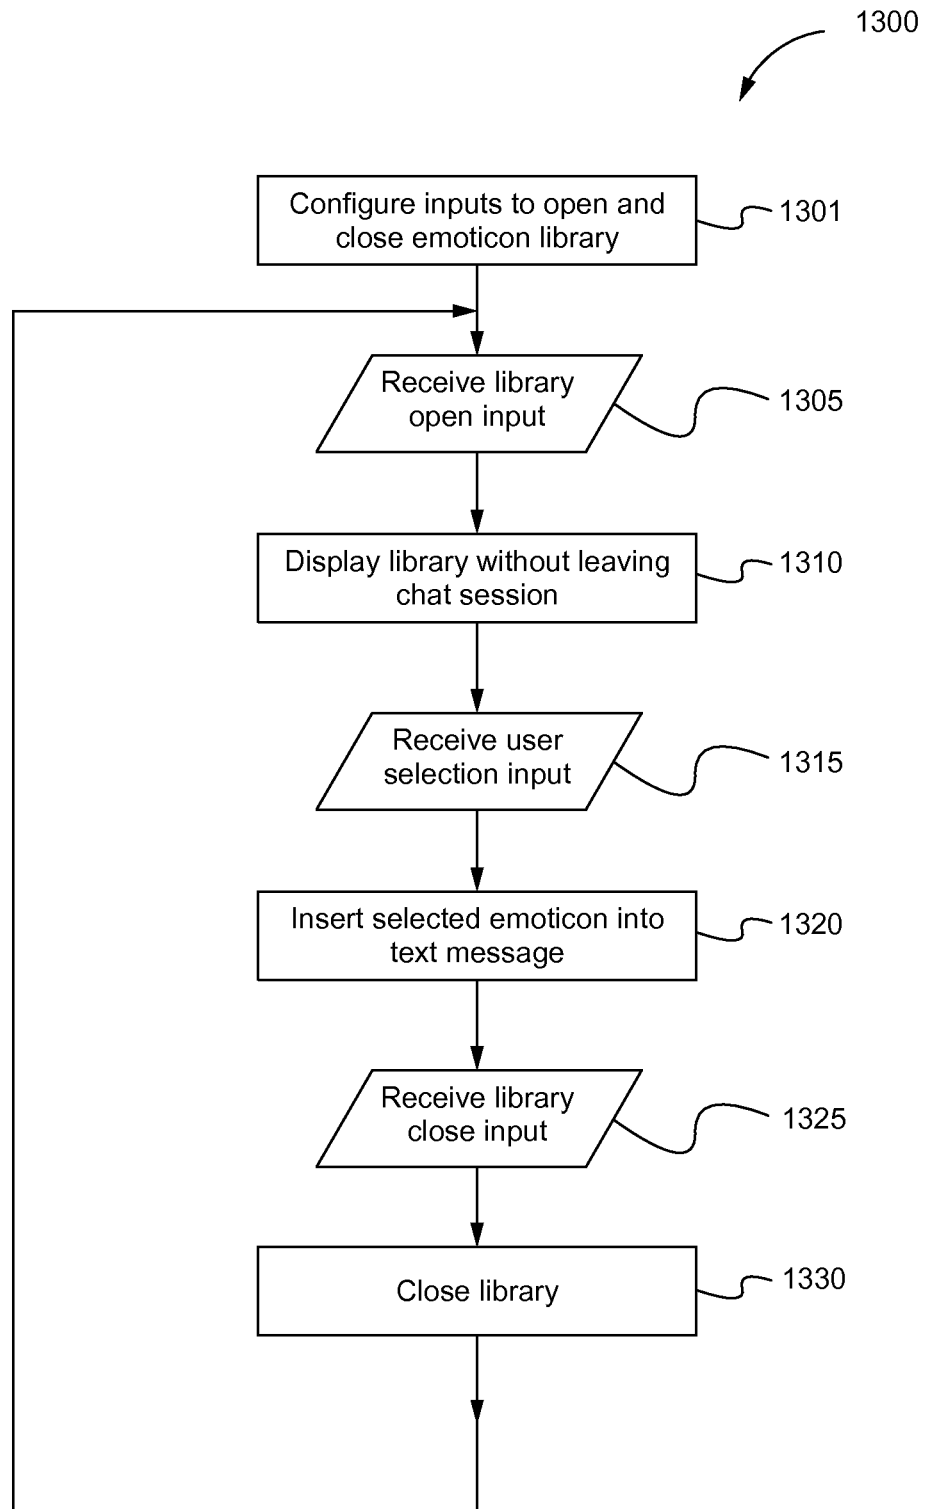 1300
Configure inputs to open and
close emoticon library
1301
Receive library
open input
1305
Display library without leaving
chat session
1310
Receive user
selection input
1315
Insert selected emoticon into
text message
1320
Receive library
close input
1325
Close library
1330